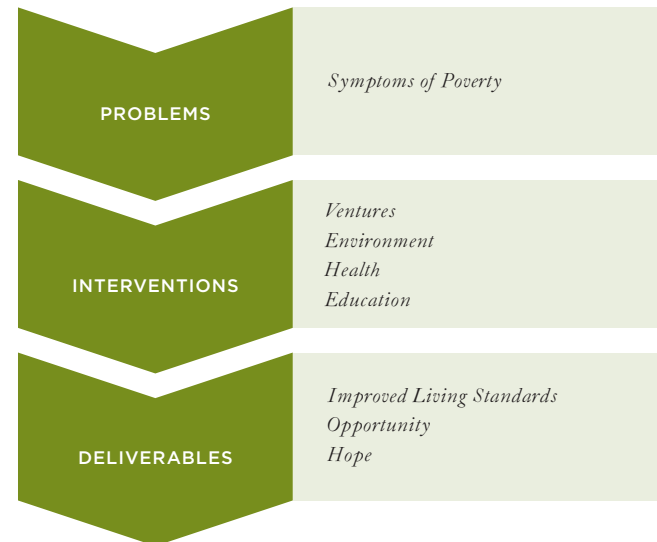 PROBLEMS
Symptoms of Poverty
INTERVENTIONS
Ventures
Environment
Health
Education
DELIVERABLES
Improved Living Standards
Opportunity
Hope